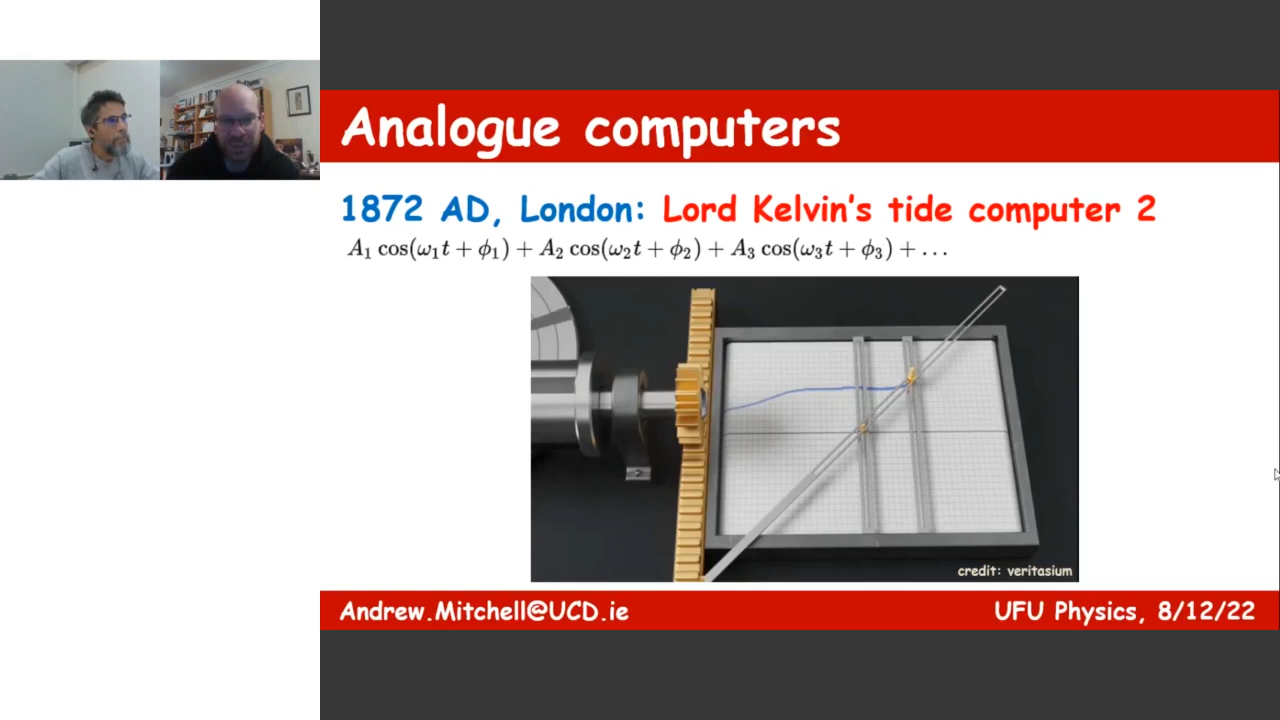 Analogue computers
1872 AD, London: Lord Kelvin's tide computer 2
A₁ cos(ω₁t + ϕ₁) + A₂ cos(ω₂t + ϕ₂) + A₃ cos(ω₃t + ϕ₃) + . . .
credit: veritasium
Andrew.Mitchell@UCD.ie
UFU Physics, 8/12/22